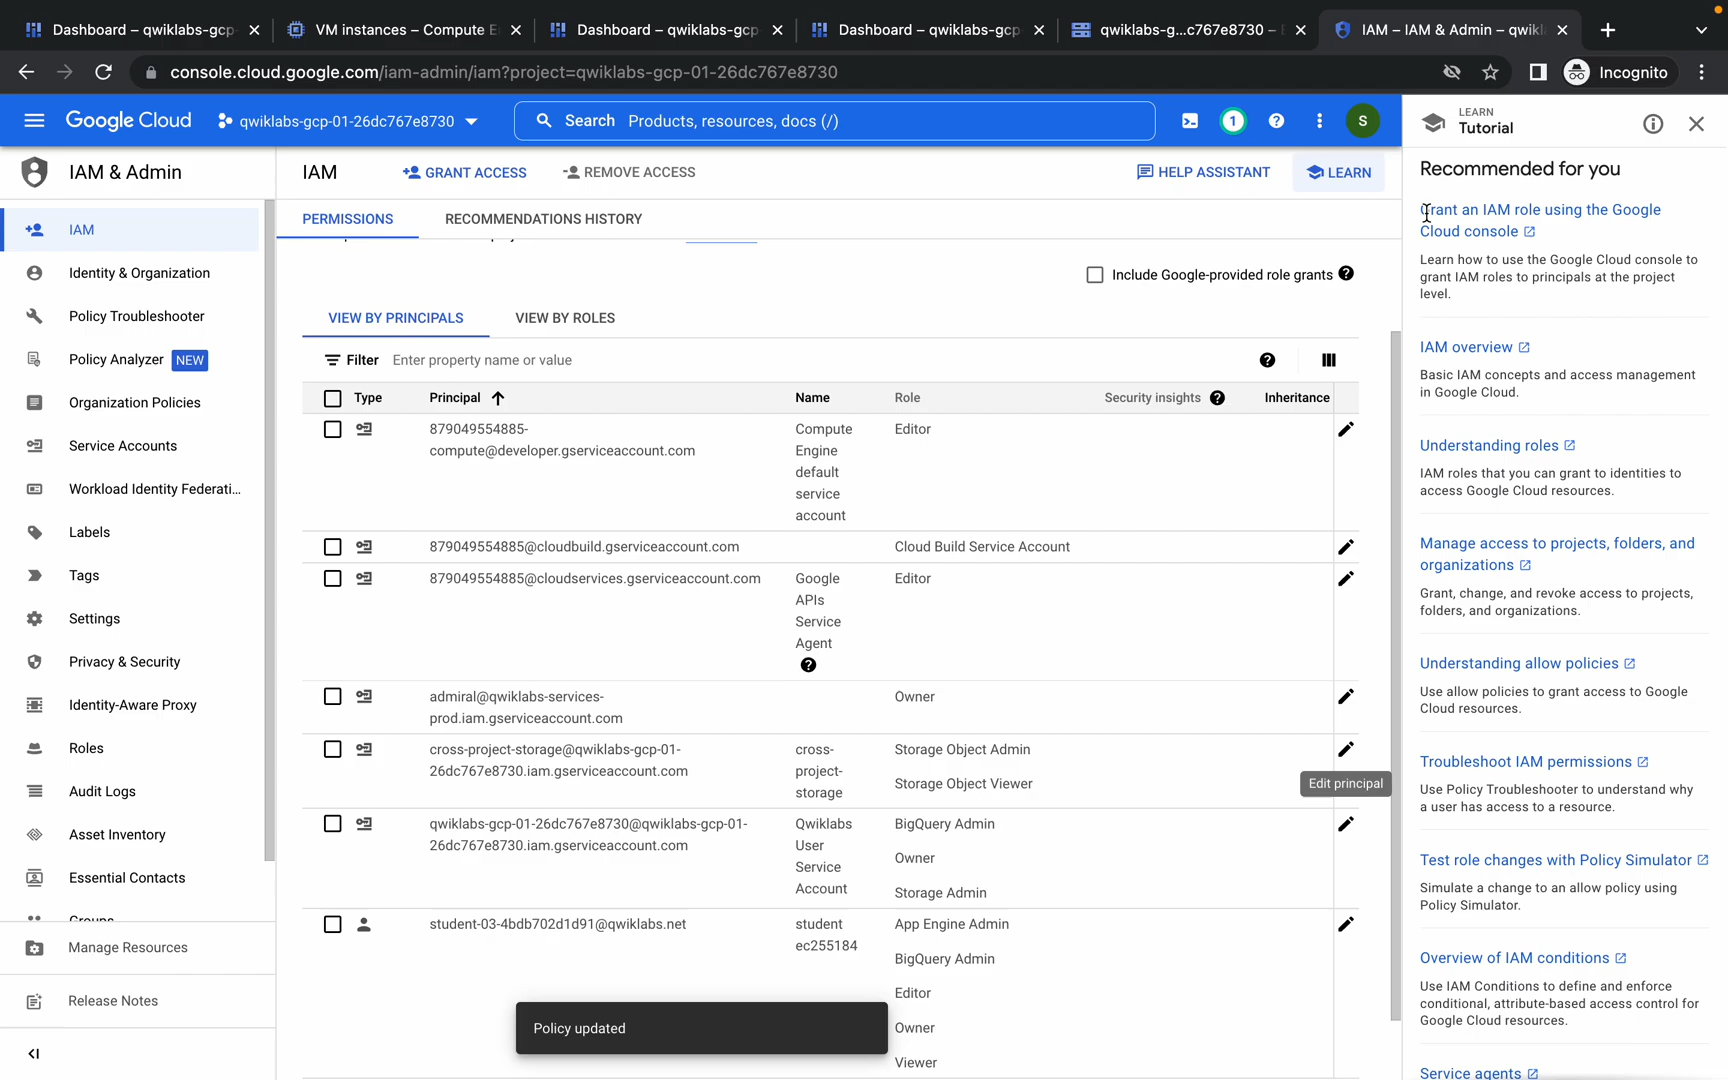 Dashboard – qwiklabs-gcp-
VM instances – Compute E
Dashboard – qwiklabs-gcp-
Dashboard – qwiklabs-gcp-
qwiklabs-g...c767e8730 –
IAM – IAM & Admin – qwikl
console.cloud.google.com/iam-admin/iam?project=qwiklabs-gcp-01-26dc767e8730
Incognito
Google Cloud
qwiklabs-gcp-01-26dc767e8730
Search Products, resources, docs (/)
1
S
LEARN
Tutorial
IAM & Admin
IAM
GRANT ACCESS
REMOVE ACCESS
HELP ASSISTANT
LEARN
IAM
Identity & Organization
Policy Troubleshooter
Policy Analyzer NEW
Organization Policies
Service Accounts
Workload Identity Federati...
Labels
Tags
Settings
Privacy & Security
Identity-Aware Proxy
Roles
Audit Logs
Asset Inventory
Essential Contacts
Groups
Manage Resources
Release Notes
PERMISSIONS
RECOMMENDATIONS HISTORY
Include Google-provided role grants
VIEW BY PRINCIPALS
VIEW BY ROLES
Filter Enter property name or value
Type Principal Name Role Security insights Inheritance
879049554885-
compute@developer.gserviceaccount.com
Compute
Engine
default
service
account
Editor
879049554885@cloudbuild.gserviceaccount.com
Cloud Build Service Account
879049554885@cloudservices.gserviceaccount.com
Google
APIs
Service
Agent
Editor
admiral@qwiklabs-services-
prod.iam.gserviceaccount.com
Owner
cross-project-storage@qwiklabs-gcp-01-
26dc767e8730.iam.gserviceaccount.com
cross-
project-
storage
Storage Object Admin
Storage Object Viewer
Edit principal
qwiklabs-gcp-01-26dc767e8730@qwiklabs-gcp-01-
26dc767e8730.iam.gserviceaccount.com
Qwiklabs
User
Service
Account
BigQuery Admin
Owner
Storage Admin
student-03-4bdb702d1d91@qwiklabs.net
student
ec255184
App Engine Admin
BigQuery Admin
Editor
Owner
Viewer
Policy updated
Recommended for you
Grant an IAM role using the Google
Cloud console
Learn how to use the Google Cloud console to
grant IAM roles to principals at the project
level.
IAM overview
Basic IAM concepts and access management
in Google Cloud.
Understanding roles
IAM roles that you can grant to identities to
access Google Cloud resources.
Manage access to projects, folders, and
organizations
Grant, change, and revoke access to projects,
folders, and organizations.
Understanding allow policies
Use allow policies to grant access to Google
Cloud resources.
Troubleshoot IAM permissions
Use Policy Troubleshooter to understand why
a user has access to a resource.
Test role changes with Policy Simulator
Simulate a change to an allow policy using
Policy Simulator.
Overview of IAM conditions
Use IAM Conditions to define and enforce
conditional, attribute-based access control for
Google Cloud resources.
Service agents